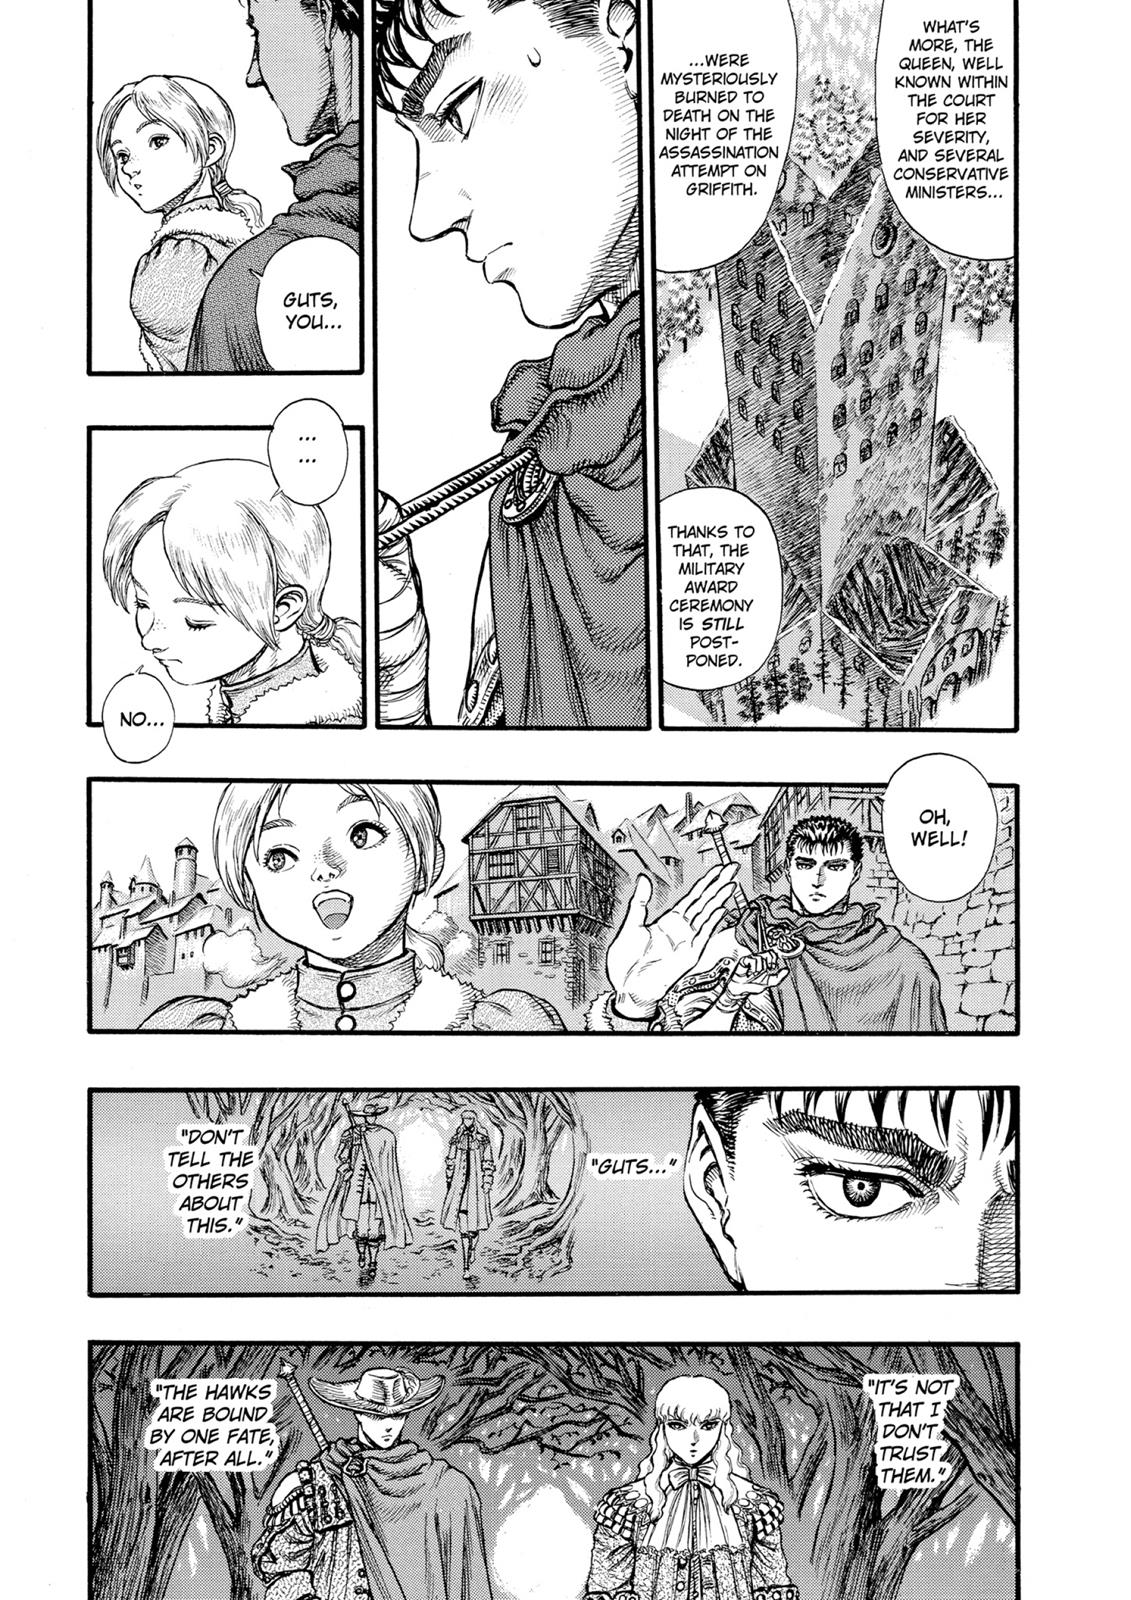 WHAT'S
MORE, THE
QUEEN, WELL
KNOWN WITHIN
THE COURT
FOR HER
SEVERITY,
AND SEVERAL
CONSERVATIVE
MINISTERS...
...WERE
MYSTERIOUSLY
BURNED TO
DEATH ON THE
NIGHT OF THE
ASSASSINATION
ATTEMPT ON
GRIFFITH.
THANKS TO
THAT, THE
MILITARY
AWARD
CEREMONY
IS STILL
POST-
PONED.
GUTS,
YOU...
...
...
NO...
OH,
WELL!
"GUTS..."
"DON'T
TELL THE
OTHERS
ABOUT
THIS."
"IT'S NOT
THAT I
DON'T
TRUST
THEM."
"THE HAWKS
ARE BOUND
BY ONE FATE,
AFTER ALL."